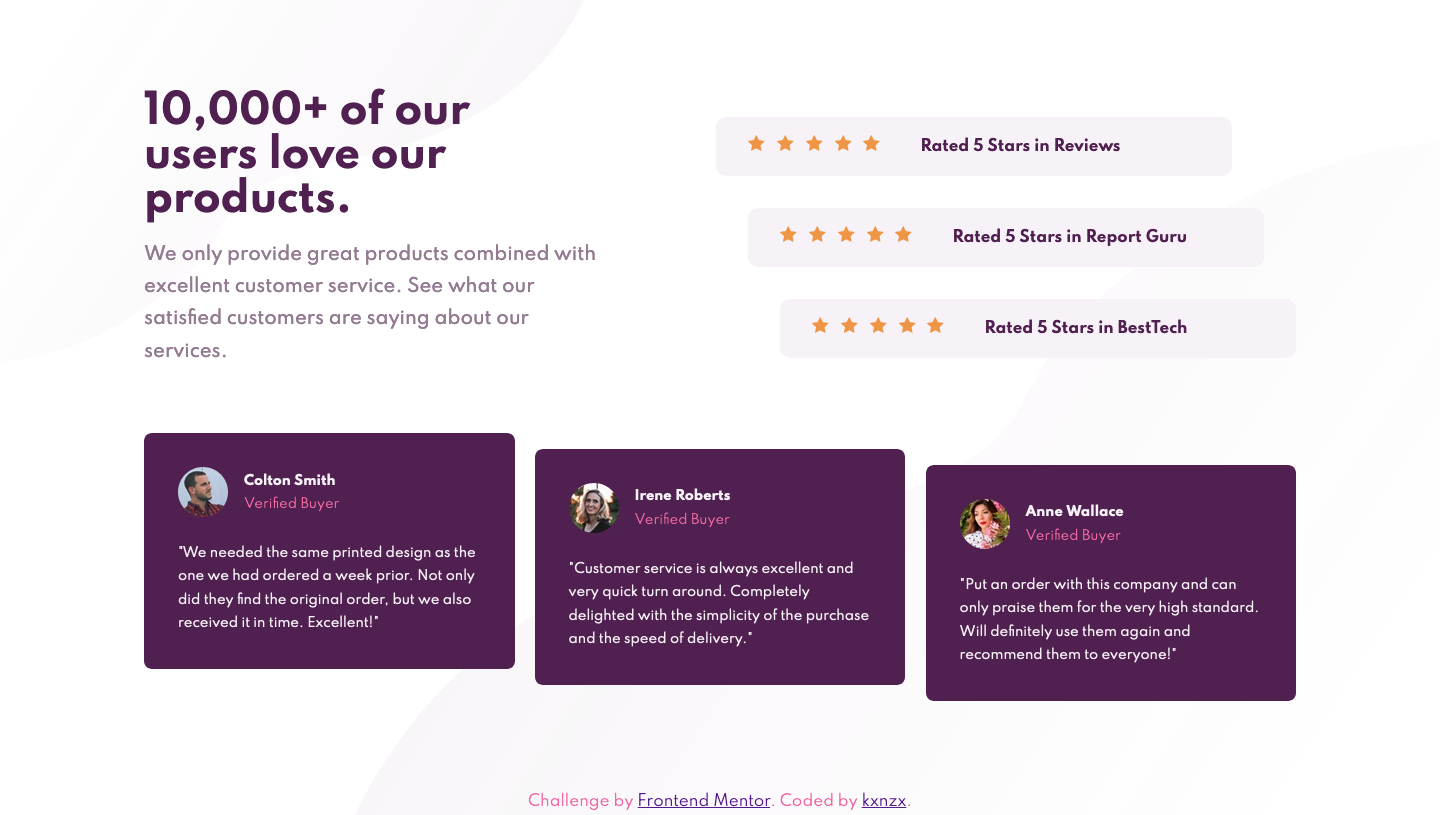 10,000+ of our
users love our
products.
We only provide great products combined with
excellent customer service. See what our
satisfied customers are saying about our
services.
Rated 5 Stars in Reviews
Rated 5 Stars in Report Guru
Rated 5 Stars in BestTech
Colton Smith
Verified Buyer
"We needed the same printed design as the
one we had ordered a week prior. Not only
did they find the original order, but we also
received it in time. Excellent!"
Irene Roberts
Verified Buyer
"Customer service is always excellent and
very quick turn around. Completely
delighted with the simplicity of the purchase
and the speed of delivery."
Anne Wallace
Verified Buyer
"Put an order with this company and can
only praise them for the very high standard.
Will definitely use them again and
recommend them to everyone!"
Challenge by Frontend Mentor. Coded by kxnzx.